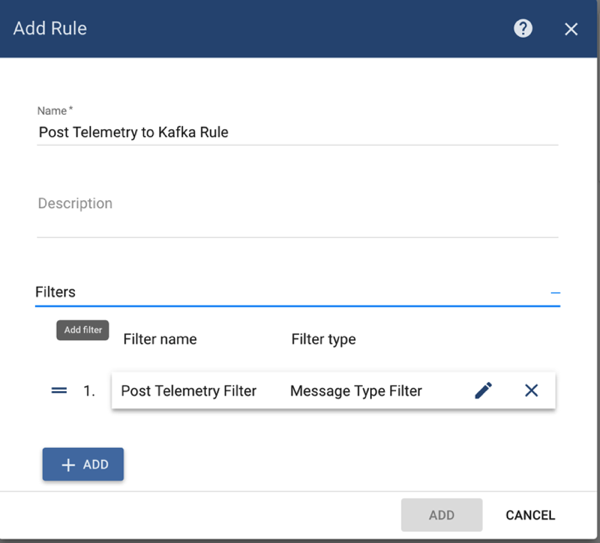 Add Rule
?
Name *
Post Telemetry to Kafka Rule
Description
Filters
Add filter
Filter name Filter type
1. Post Telemetry Filter Message Type Filter
+ ADD
ADD CANCEL